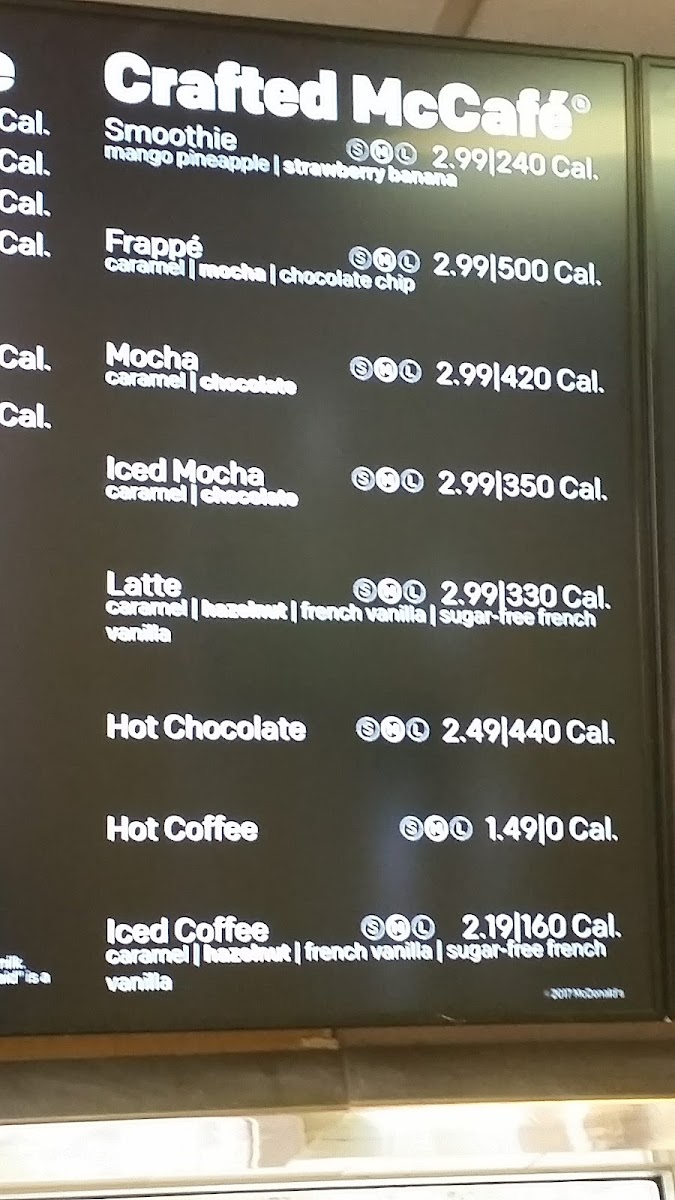 e
Cal.
Cal.
Cal.
Cal.
Cal.
Cal.
Crafted McCafé®
Smoothie S M L 2.99|240 Cal.
mango pineapple | strawberry banana
Frappé S M L 2.99|500 Cal.
caramel | mocha | chocolate chip
Mocha S M L 2.99|420 Cal.
caramel | chocolate
Iced Mocha S M L 2.99|350 Cal.
caramel | chocolate
Latte S M L 2.99|330 Cal.
caramel | hazelnut | french vanilla | sugar-free french
vanilla
Hot Chocolate S M L 2.49|440 Cal.
Hot Coffee S M L 1.49|0 Cal.
Iced Coffee S M L 2.19|160 Cal.
caramel | hazelnut | french vanilla | sugar-free french
vanilla
milk.
is a
©2017 McDonald's